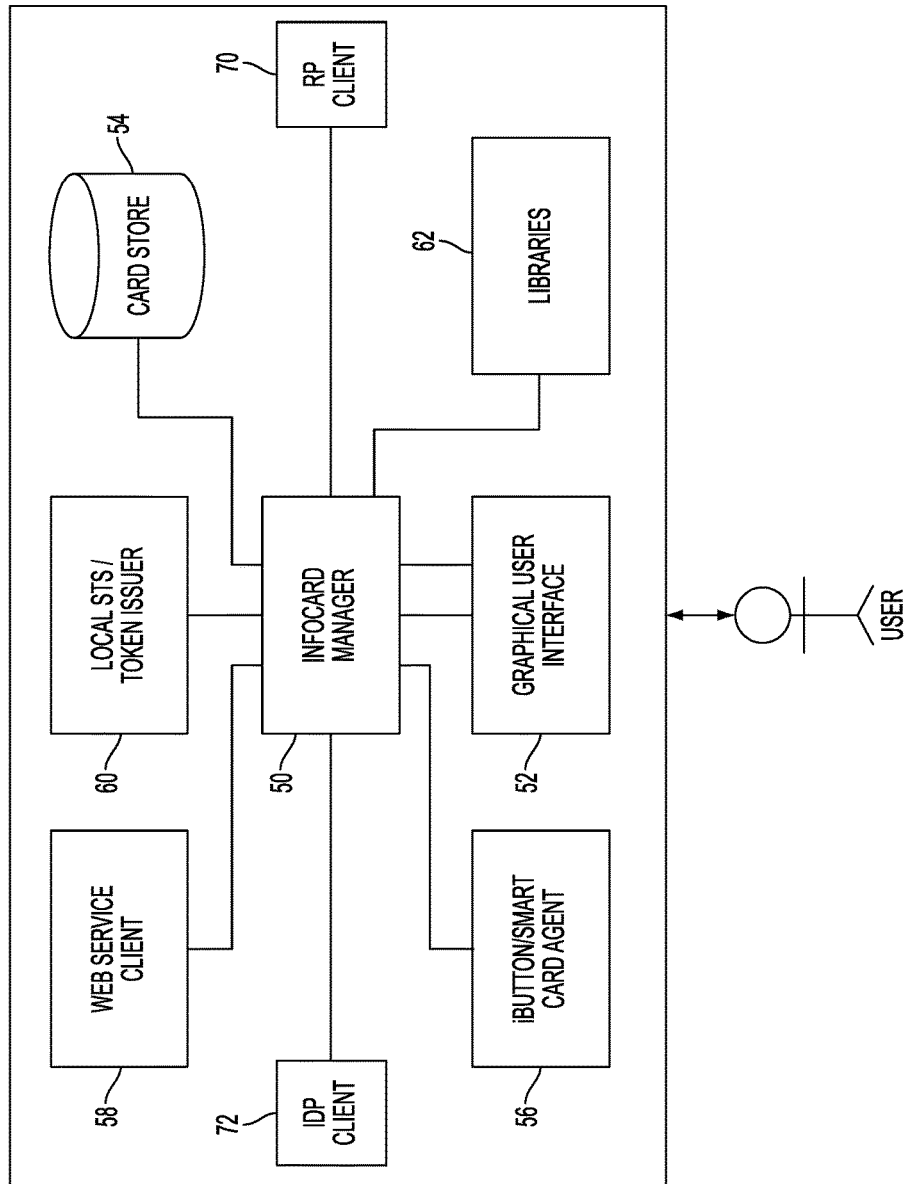 WEB SERVICE
CLIENT
58
LOCAL STS /
TOKEN ISSUER
60
CARD STORE
54
IDP
CLIENT
72
INFOCARD
MANAGER
50
RP
CLIENT
70
iBUTTON/SMART
CARD AGENT
56
GRAPHICAL USER
INTERFACE
52
LIBRARIES
62
USER